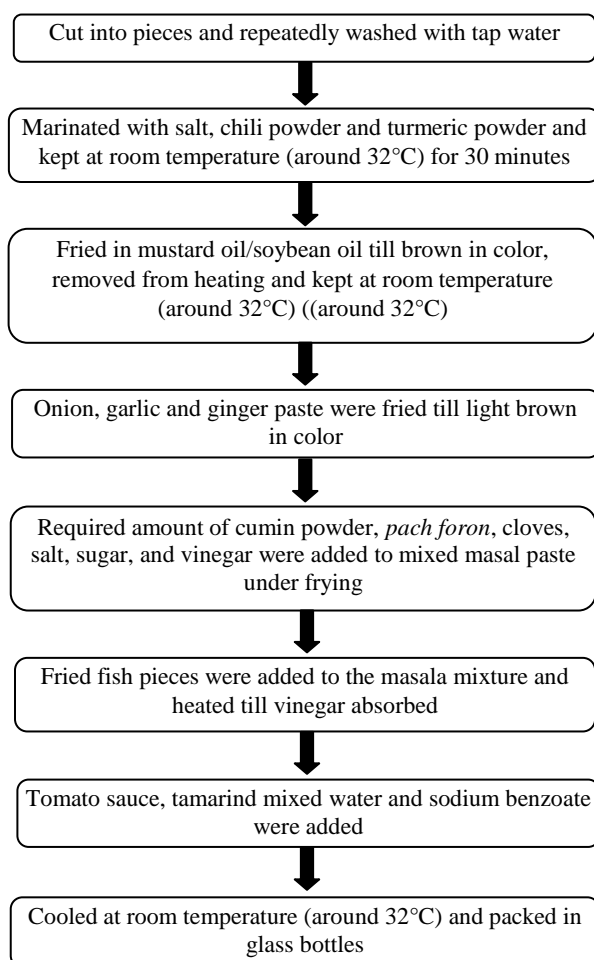 Cut into pieces and repeatedly washed with tap water
Marinated with salt, chili powder and turmeric powder and
kept at room temperature (around 32°C) for 30 minutes
Fried in mustard oil/soybean oil till brown in color,
removed from heating and kept at room temperature
(around 32°C) ((around 32°C)
Onion, garlic and ginger paste were fried till light brown
in color
Required amount of cumin powder, pach foron, cloves,
salt, sugar, and vinegar were added to mixed masal paste
under frying
Fried fish pieces were added to the masala mixture and
heated till vinegar absorbed
Tomato sauce, tamarind mixed water and sodium benzoate
were added
Cooled at room temperature (around 32°C) and packed in
glass bottles